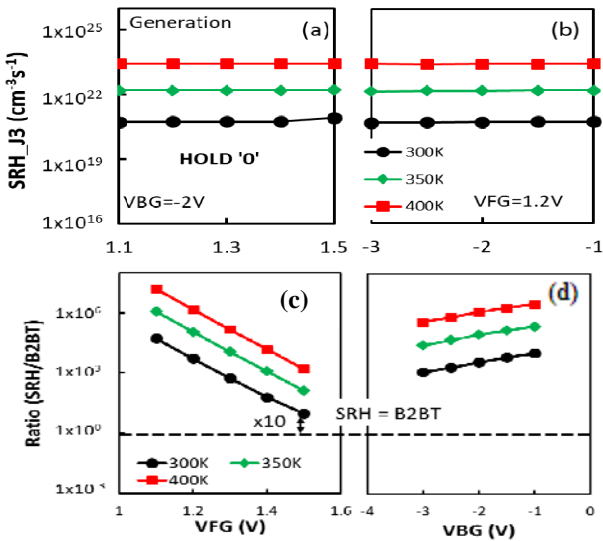 Generation
(a)
(b)
SRH_J3 (cm-3s-1)
1x10^25
1x10^22
1x10^19
1x10^16
HOLD '0'
VBG=-2V
300K
350K
400K
VFG=1.2V
1.1
1.3
1.5
-3
-2
-1
(c)
(d)
Ratio (SRH/B2BT)
1x10^6
1x10^3
1x10^0
x10
SRH = B2BT
300K
350K
400K
1
1.2
1.4
1.6
VFG (V)
-4
-3
-2
-1
0
VBG (V)